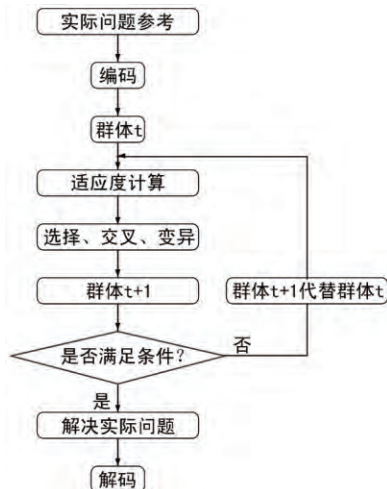 实际问题参考
编码
群体t
适应度计算
选择、交叉、变异
群体t+1
群体t+1代替群体t
是否满足条件?
否
是
解决实际问题
解码